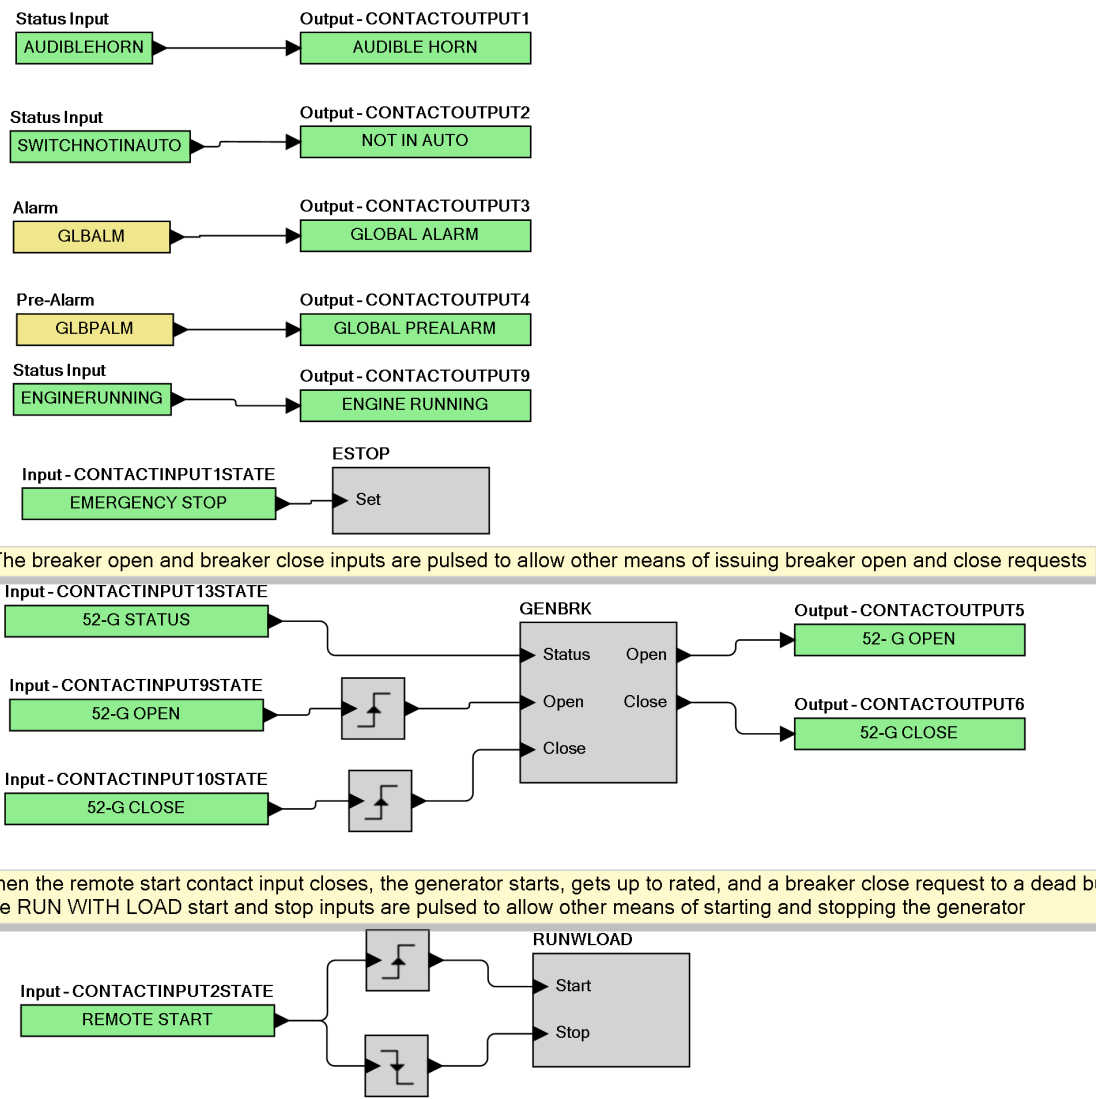 Status Input
AUDIBLEHORN
Output - CONTACTOUTPUT1
AUDIBLE HORN
Status Input
SWITCHNOTINAUTO
Output - CONTACTOUTPUT2
NOT IN AUTO
Alarm
GLBALM
Output - CONTACTOUTPUT3
GLOBAL ALARM
Pre-Alarm
GLBPALM
Output - CONTACTOUTPUT4
GLOBAL PREALARM
Status Input
ENGINERUNNING
Output - CONTACTOUTPUT9
ENGINE RUNNING
Input - CONTACTINPUT1STATE
EMERGENCY STOP
ESTOP
Set
The breaker open and breaker close inputs are pulsed to allow other means of issuing breaker open and close requests
Input - CONTACTINPUT13STATE
52-G STATUS
Input - CONTACTINPUT9STATE
52-G OPEN
Input - CONTACTINPUT10STATE
52-G CLOSE
GENBRK
Status Open
Open Close
Close
Output - CONTACTOUTPUT5
52- G OPEN
Output - CONTACTOUTPUT6
52-G CLOSE
the remote start contact input closes, the generator starts, gets up to rated, and a breaker close request to a dead
RUN WITH LOAD start and stop inputs are pulsed to allow other means of starting and stopping the generator
Input - CONTACTINPUT2STATE
REMOTE START
RUNWLOAD
Start
Stop